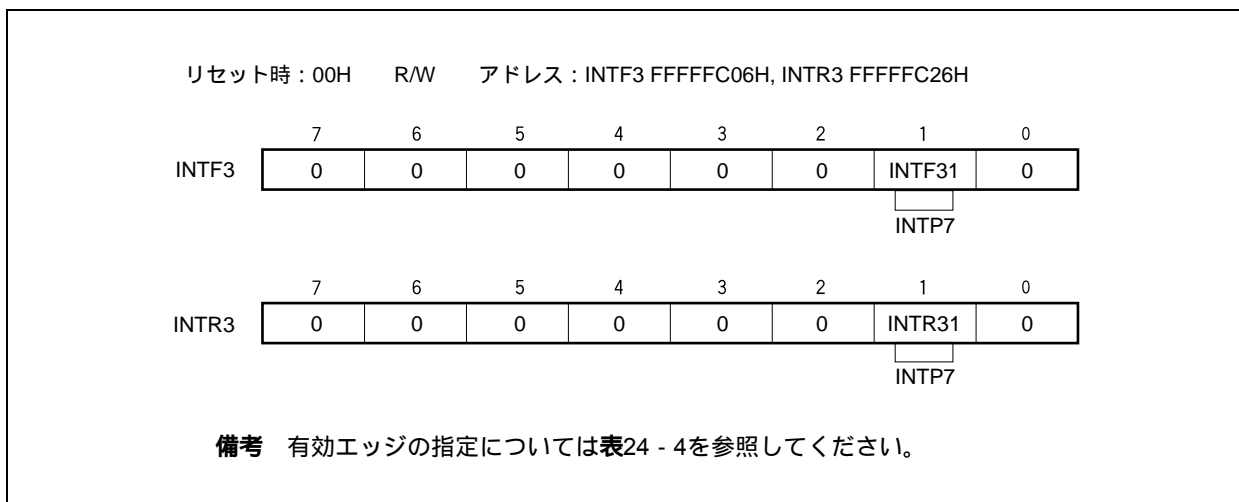 リセット時：00H　　R/W　　アドレス：INTF3 FFFFFC06H, INTR3 FFFFFC26H
7 6 5 4 3 2 1 0
INTF3 0 0 0 0 0 0 INTF31 0
INTP7
7 6 5 4 3 2 1 0
INTR3 0 0 0 0 0 0 INTR31 0
INTP7
備考　有効エッジの指定については表24 - 4を参照してください。